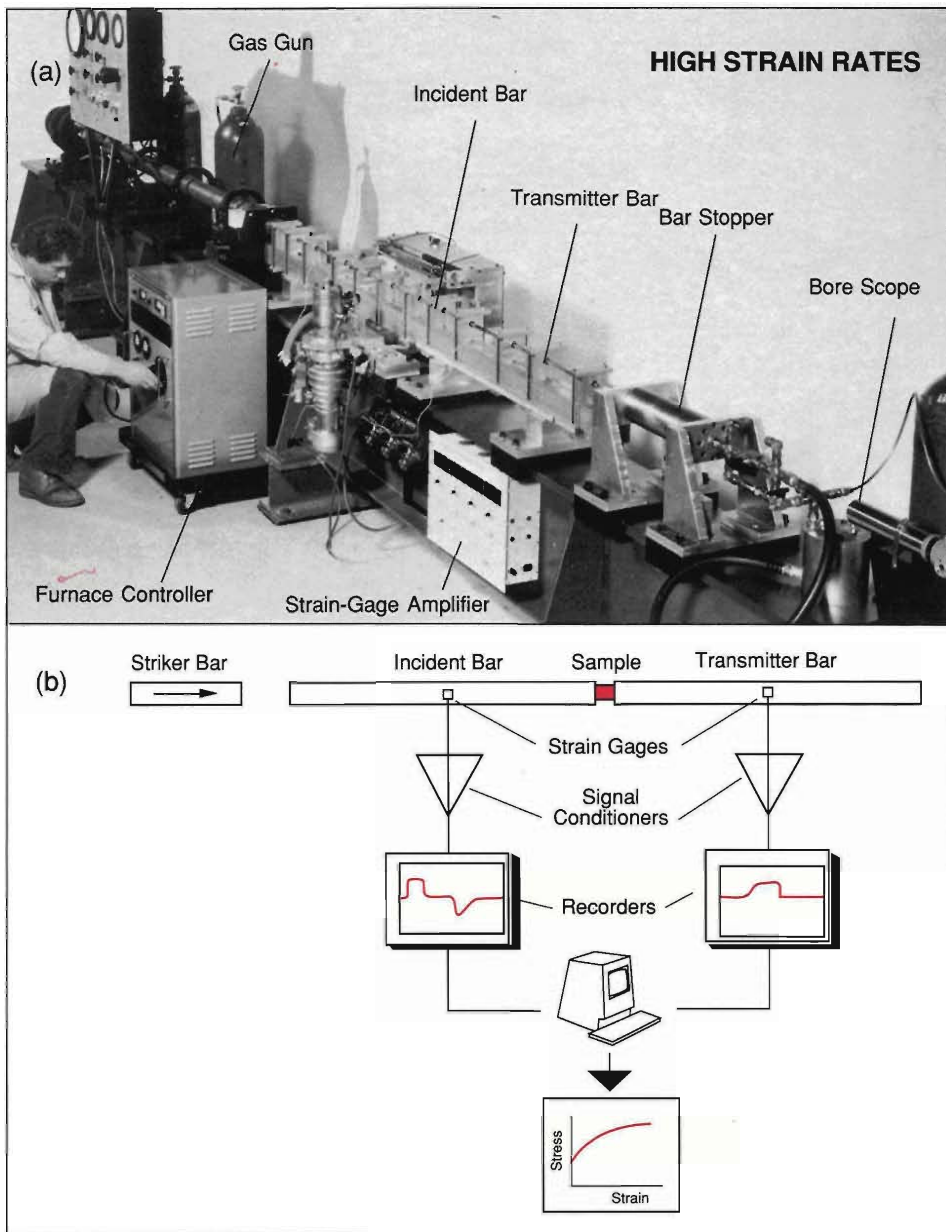 (a)
Gas Gun
HIGH STRAIN RATES
Incident Bar
Transmitter Bar
Bar Stopper
Bore Scope
Furnace Controller
Strain-Gage Amplifier
(b)
Striker Bar
Incident Bar
Sample
Transmitter Bar
Strain Gages
Signal
Conditioners
Recorders
Stress
Strain